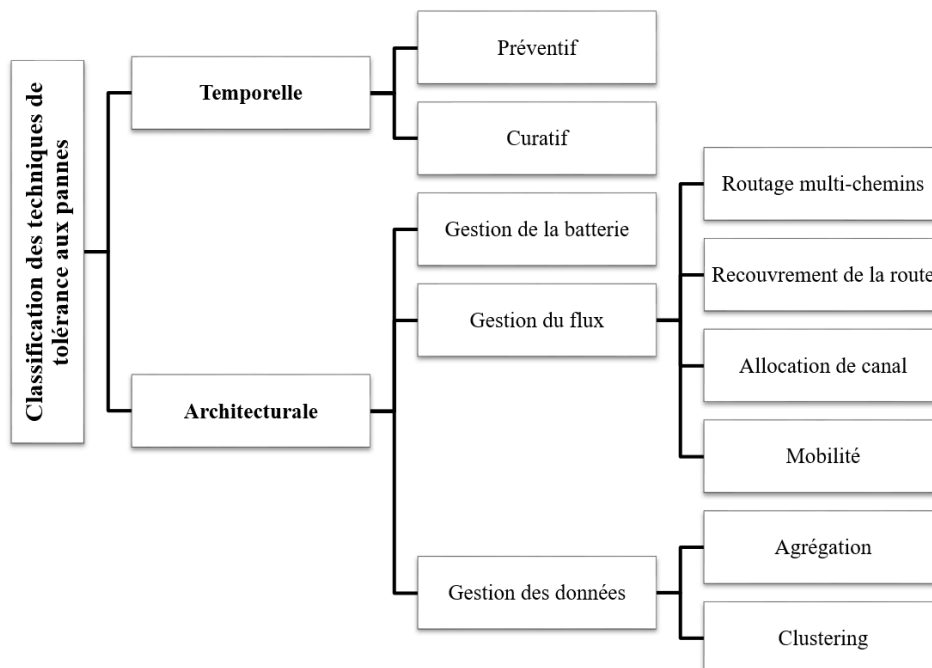 Classification des techniques de
tolérance aux pannes
Temporelle
Préventif
Curatif
Architecturale
Gestion de la batterie
Gestion du flux
Routage multi-chemins
Recouvrement de la route
Allocation de canal
Mobilité
Gestion des données
Agrégation
Clustering